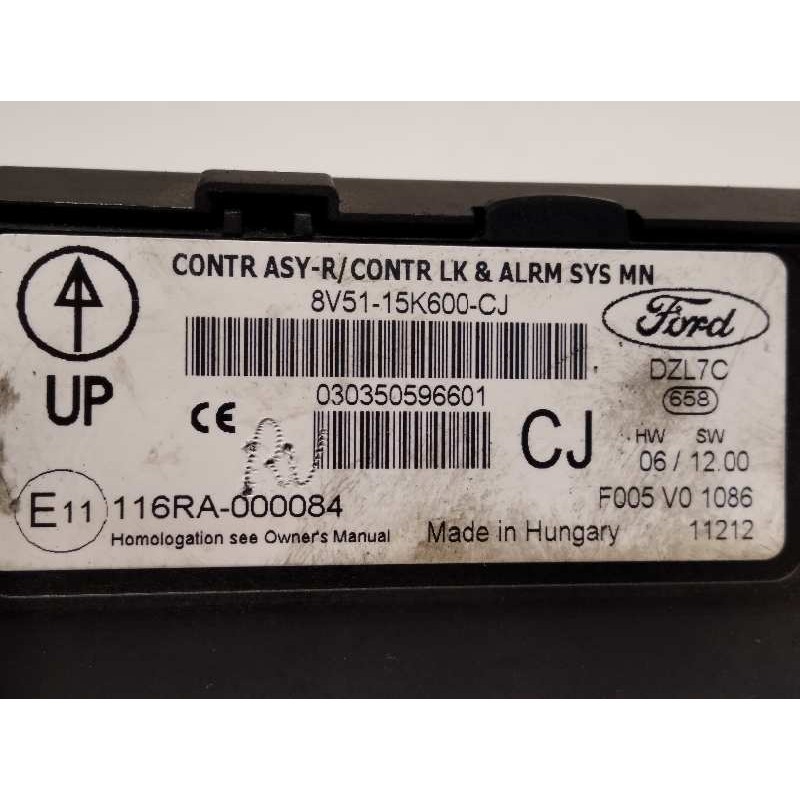 CONTR ASY-R/CONTR LK & ALRM SYS MN
8V51-15K600-CJ
Ford
UP
CE
030350596601
CJ
DZL7C
658
HW SW
06 / 12.00
E11 116RA-000084
F005 V0 1086
Homologation see Owner's Manual
Made in Hungary
11212